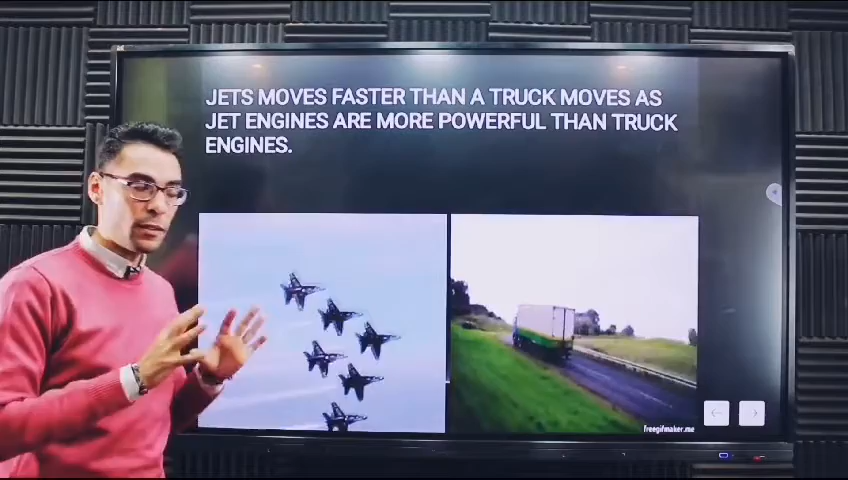 JETS MOVES FASTER THAN A TRUCK MOVES AS
JET ENGINES ARE MORE POWERFUL THAN TRUCK
ENGINES.
freegifmaker.me